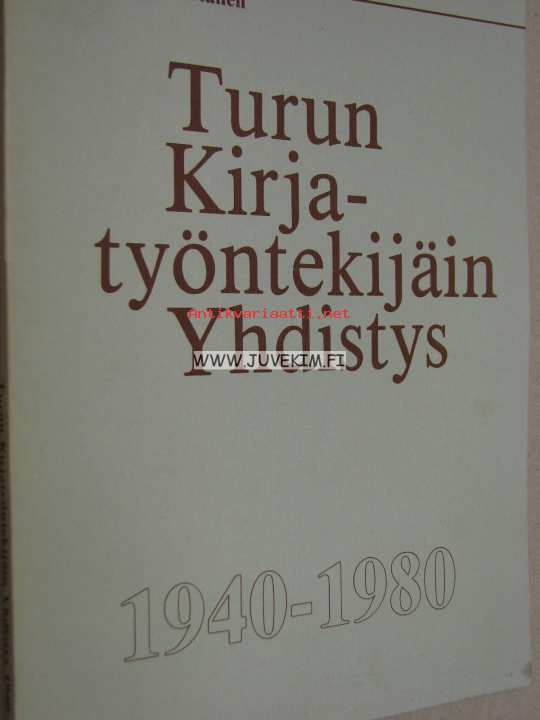 Turun
Kirja-
työntekijäin
Antikvariaatti.net
Yhdistys
WWW.JUVEKIM.FI
1940-1980